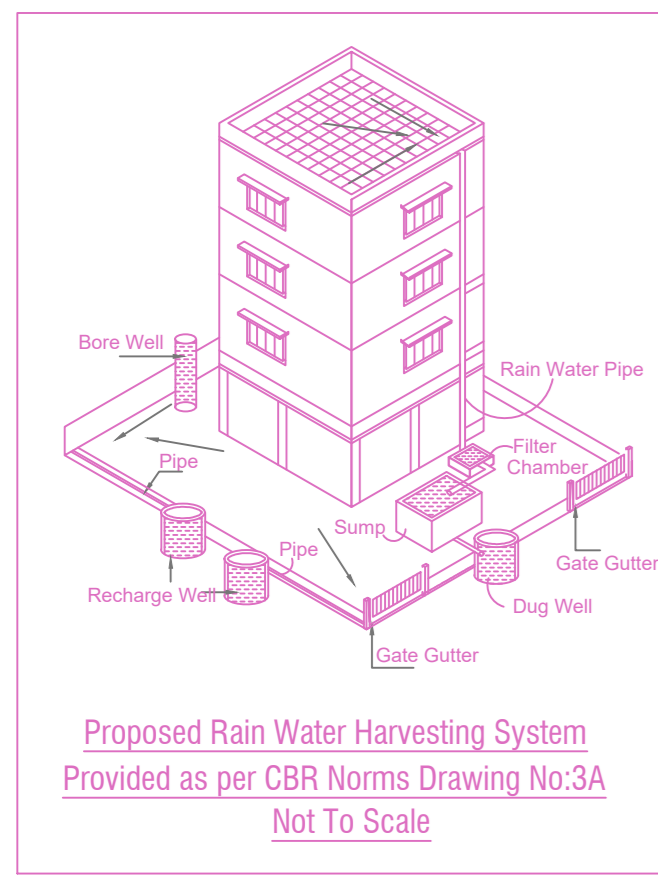 Bore Well
Rain Water Pipe
Filter
Chamber
Pipe
Sump
Pipe
Gate Gutter
Recharge Well
Dug Well
Gate Gutter
Proposed Rain Water Harvesting System
Provided as per CBR Norms Drawing No:3A
Not To Scale